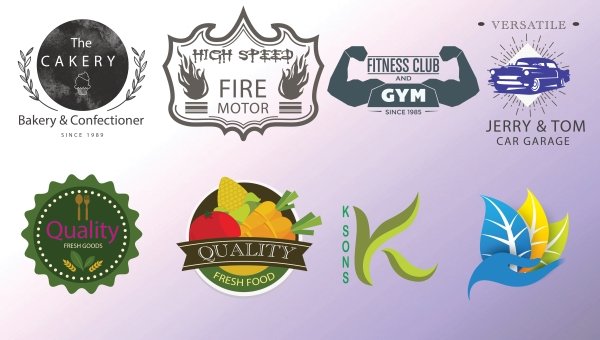 The
CAKERY
Bakery & Confectioner
SINCE 1989
HIGH SPEED
FIRE
MOTOR
FITNESS CLUB
AND
GYM
SINCE 1985
VERSATILE
JERRY & TOM
CAR GARAGE
Quality
FRESH GOODS
QUALITY
FRESH FOOD
K SONS